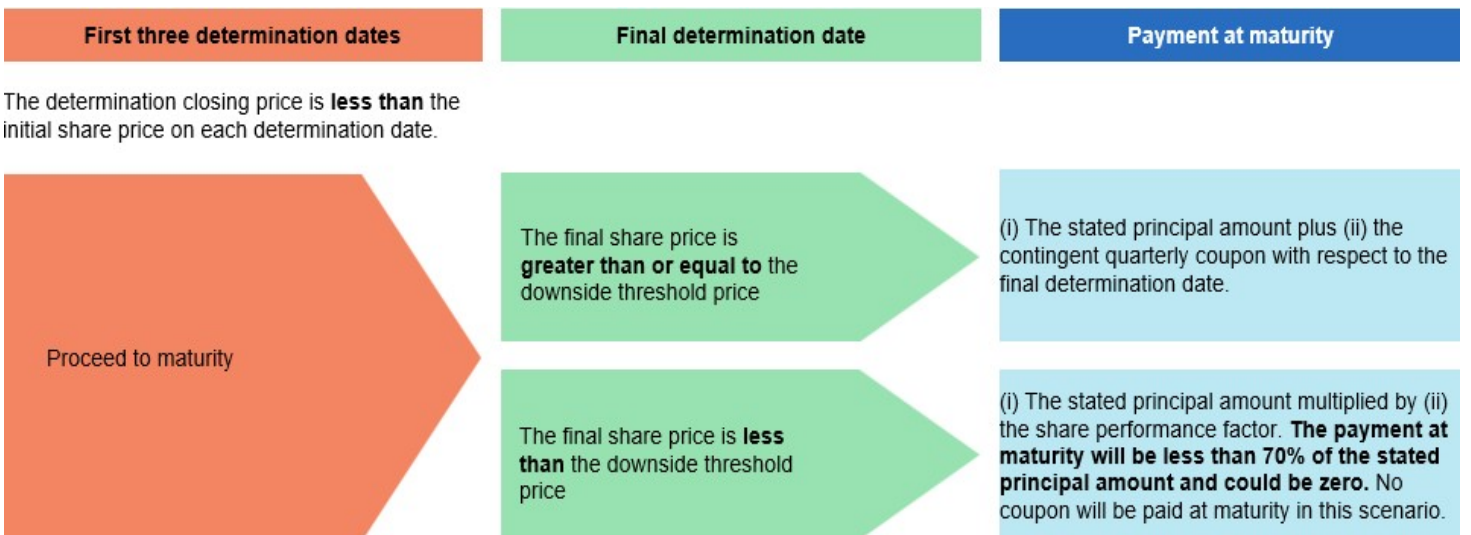 First three determination dates
Final determination date
Payment at maturity
The determination closing price is less than the
initial share price on each determination date.
Proceed to maturity
The final share price is
greater than or equal to the
downside threshold price
(i) The stated principal amount plus (ii) the
contingent quarterly coupon with respect to the
final determination date.
The final share price is less
than the downside threshold
price
(i) The stated principal amount multiplied by (ii)
the share performance factor. The payment at
maturity will be less than 70% of the stated
principal amount and could be zero. No
coupon will be paid at maturity in this scenario.